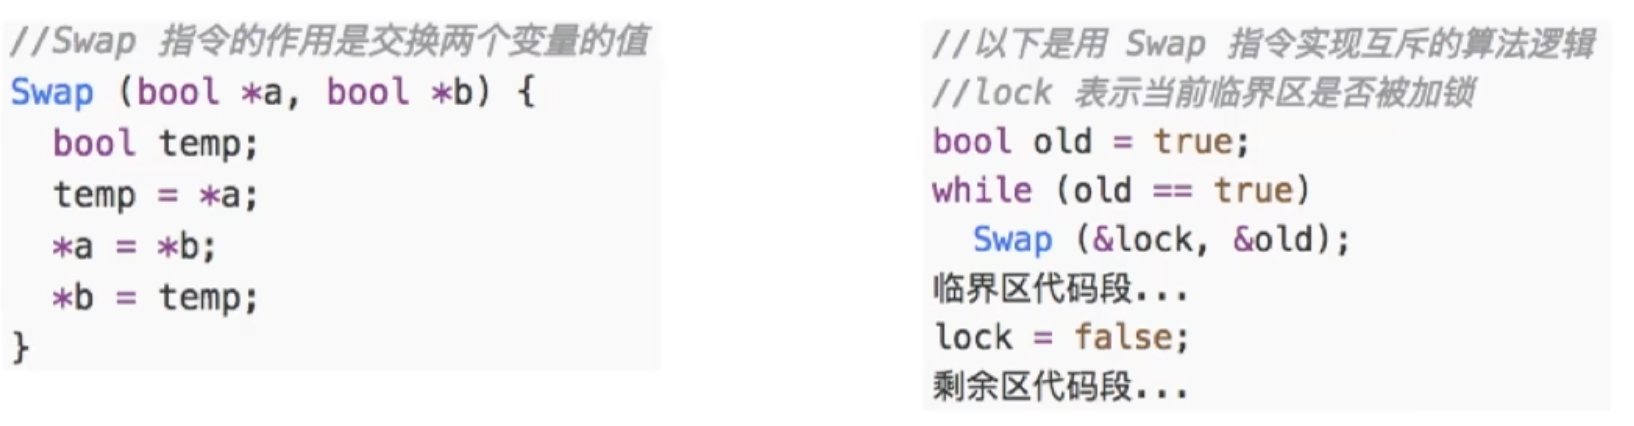 //Swap 指令的作用是交换两个变量的值
Swap (bool *a, bool *b) {
  bool temp;
  temp = *a;
  *a = *b;
  *b = temp;
}
//以下是用 Swap 指令实现互斥的算法逻辑
//lock 表示当前临界区是否被加锁
bool old = true;
while (old == true)
  Swap (&lock, &old);
临界区代码段...
lock = false;
剩余区代码段...